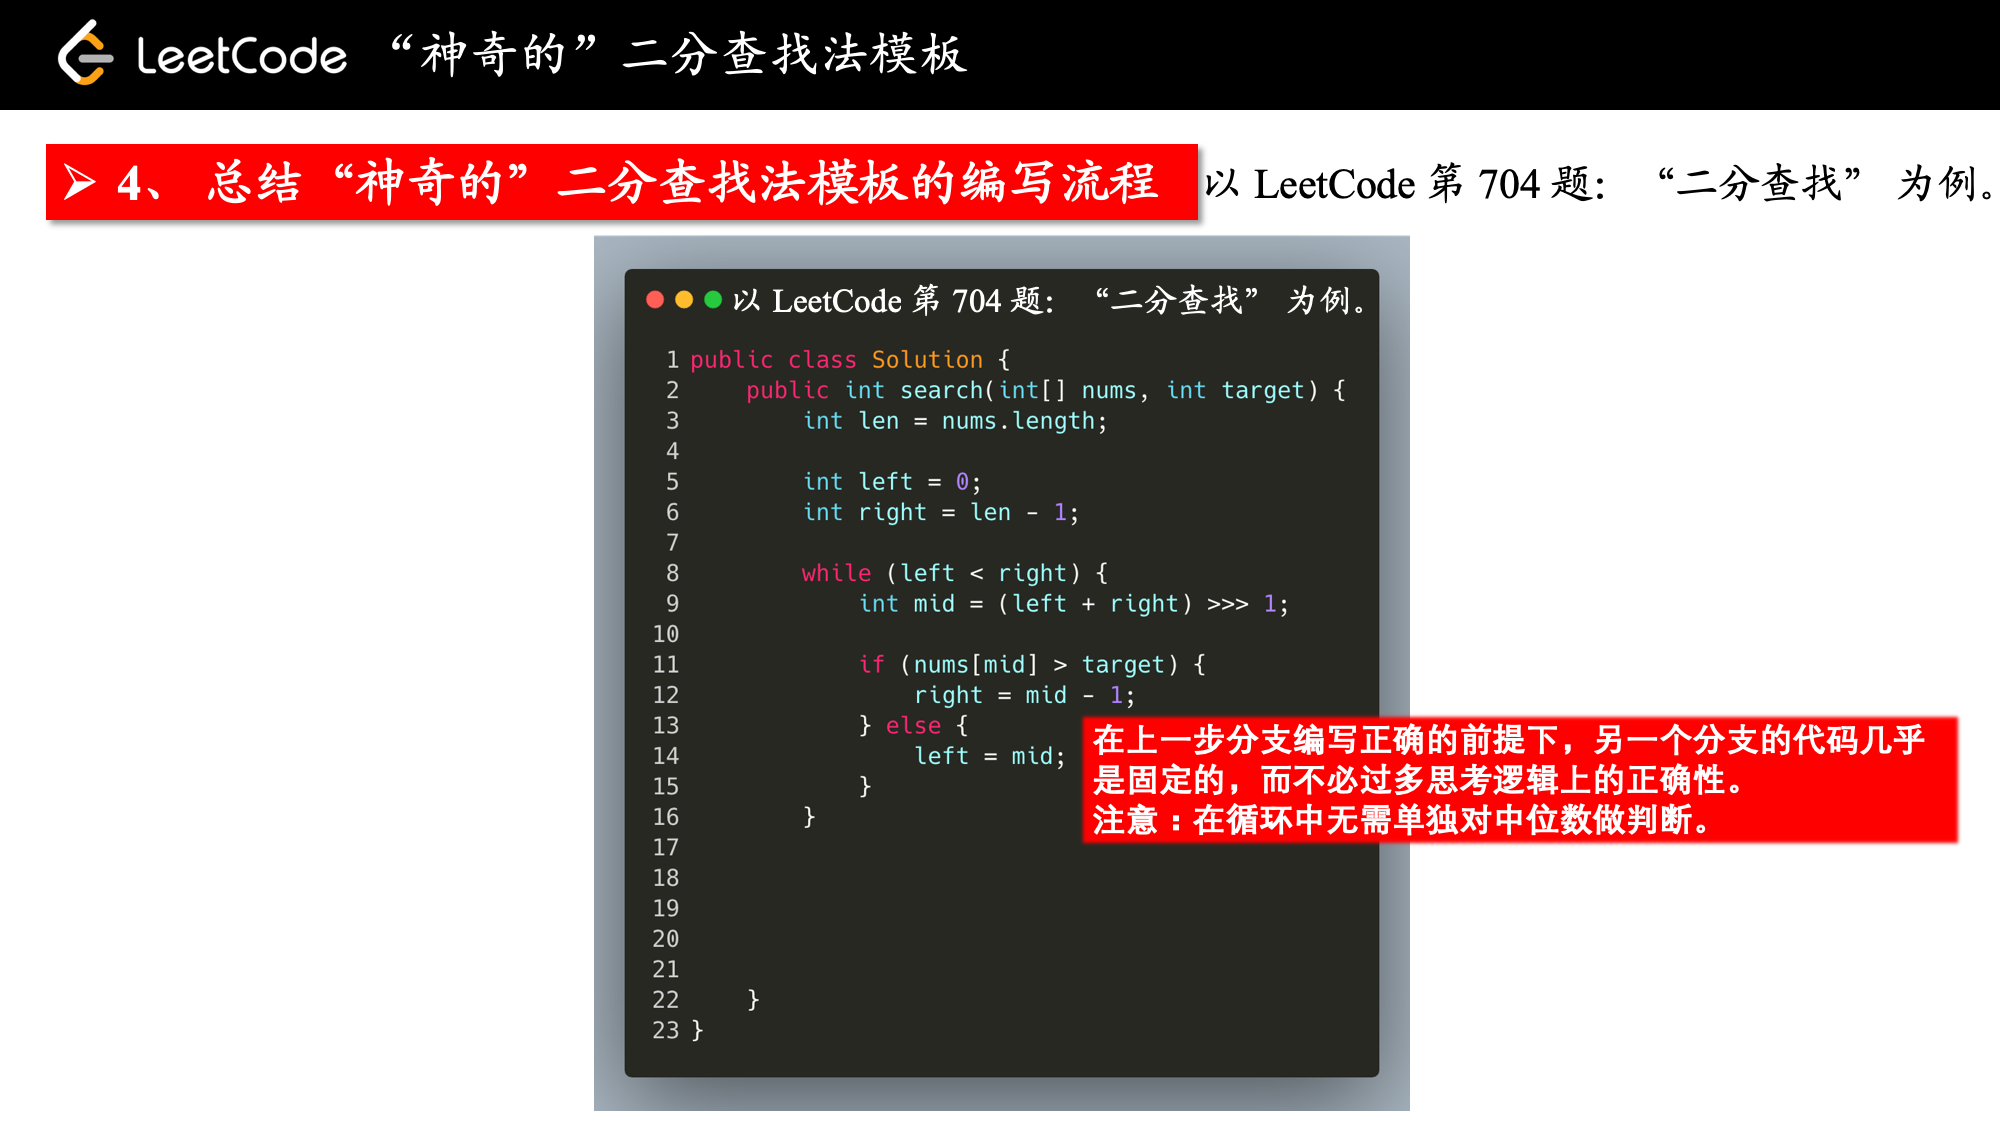 LeetCode “神奇的”二分查找法模板
➢ 4、 总结“神奇的”二分查找法模板的编写流程 以 LeetCode 第 704 题：“二分查找” 为例。
以 LeetCode 第 704 题：“二分查找” 为例。
1 public class Solution {
2     public int search(int[] nums, int target) {
3         int len = nums.length;
4
5         int left = 0;
6         int right = len - 1;
7
8         while (left < right) {
9             int mid = (left + right) >>> 1;
10
11             if (nums[mid] > target) {
12                 right = mid - 1;
13             } else {
14                 left = mid;
15             }
16         }
17
18
19
20
21
22     }
23 }
在上一步分支编写正确的前提下，另一个分支的代码几乎
是固定的，而不必过多思考逻辑上的正确性。
注意：在循环中无需单独对中位数做判断。